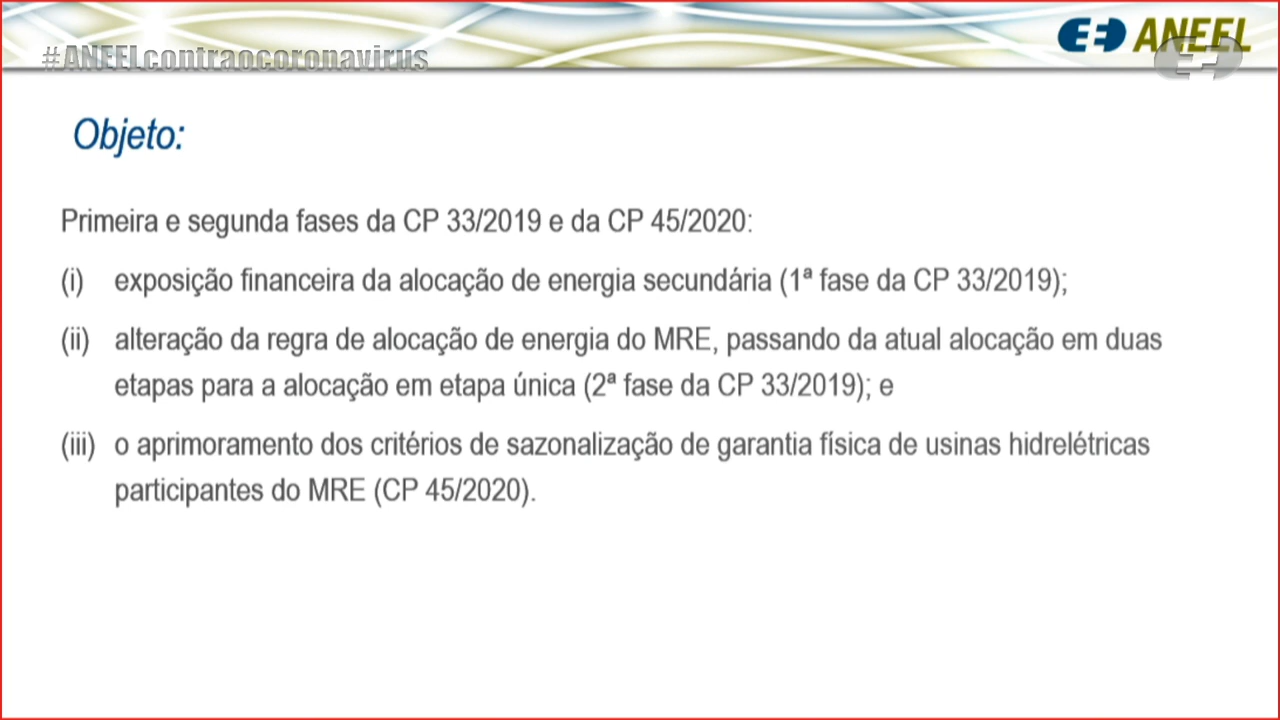 #ANEELcontraocoronavirus
ANEEL
Objeto:
Primeira e segunda fases da CP 33/2019 e da CP 45/2020:
(i) exposição financeira da alocação de energia secundária (1ª fase da CP 33/2019);
(ii) alteração da regra de alocação de energia do MRE, passando da atual alocação em duas
etapas para a alocação em etapa única (2ª fase da CP 33/2019); e
(iii) o aprimoramento dos critérios de sazonalização de garantia física de usinas hidrelétricas
participantes do MRE (CP 45/2020).